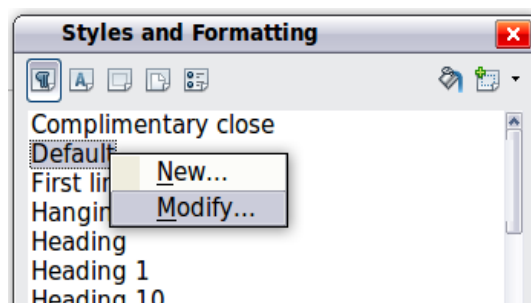 Styles and Formatting
Complimentary close
Default
New...
First lin
Modify...
Hangin
Heading
Heading 1
Heading 10